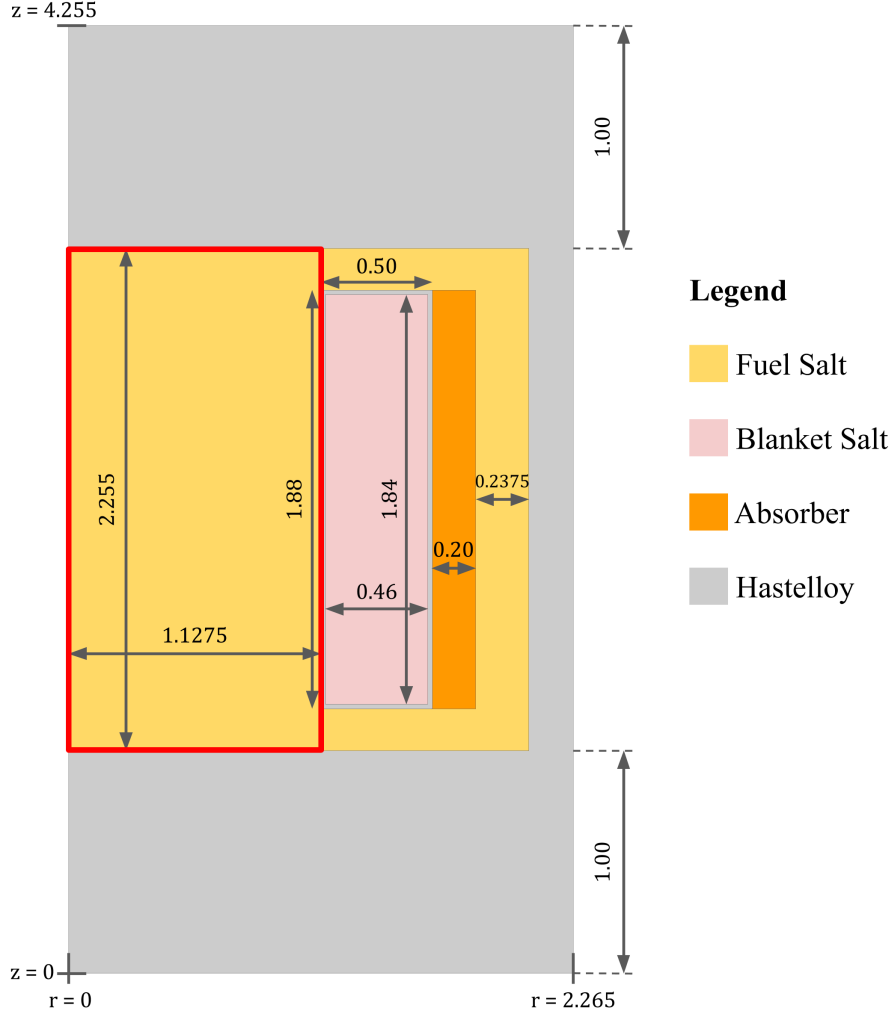 z = 4.255
1.00
0.50
2.255
1.88
1.84
0.2375
0.20
0.46
1.1275
1.00
z = 0
r = 0
r = 2.265
Legend
Fuel Salt
Blanket Salt
Absorber
Hastelloy